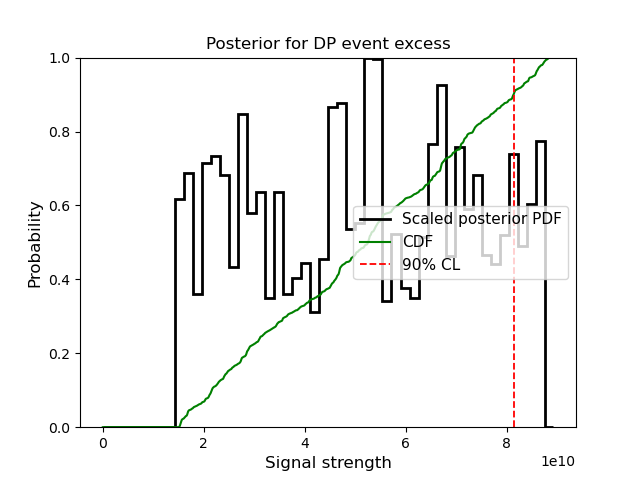 Posterior for DP event excess
Probability
1.0
0.8
0.6
0.4
0.2
0.0
Scaled posterior PDF
CDF
90% CL
0 2 4 6 8
1e10
Signal strength